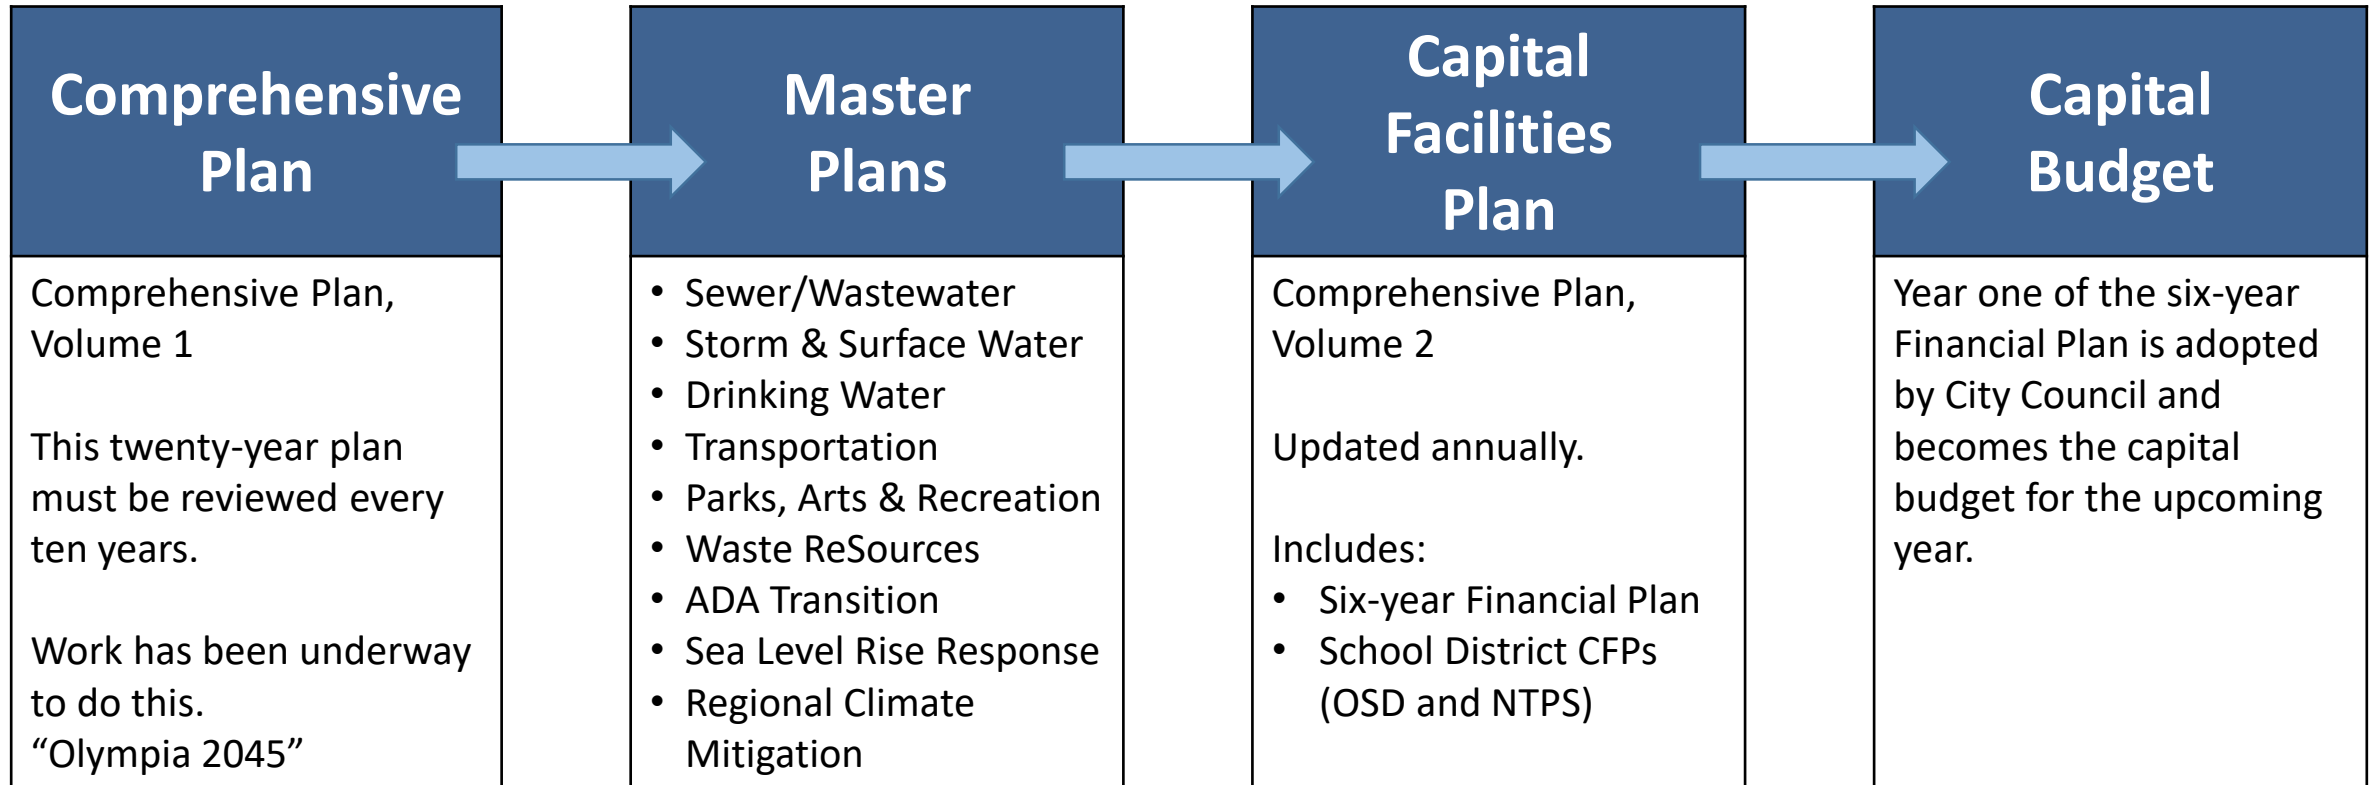 Comprehensive
Plan
Comprehensive Plan,
Volume 1
This twenty-year plan
must be reviewed every
ten years.
Work has been underway
to do this.
“Olympia 2045”
Master
Plans
• Sewer/Wastewater
• Storm & Surface Water
• Drinking Water
• Transportation
• Parks, Arts & Recreation
• Waste ReSources
• ADA Transition
• Sea Level Rise Response
• Regional Climate
Mitigation
Capital
Facilities
Plan
Comprehensive Plan,
Volume 2
Updated annually.
Includes:
• Six-year Financial Plan
• School District CFPs
(OSD and NTPS)
Capital
Budget
Year one of the six-year
Financial Plan is adopted
by City Council and
becomes the capital
budget for the upcoming
year.